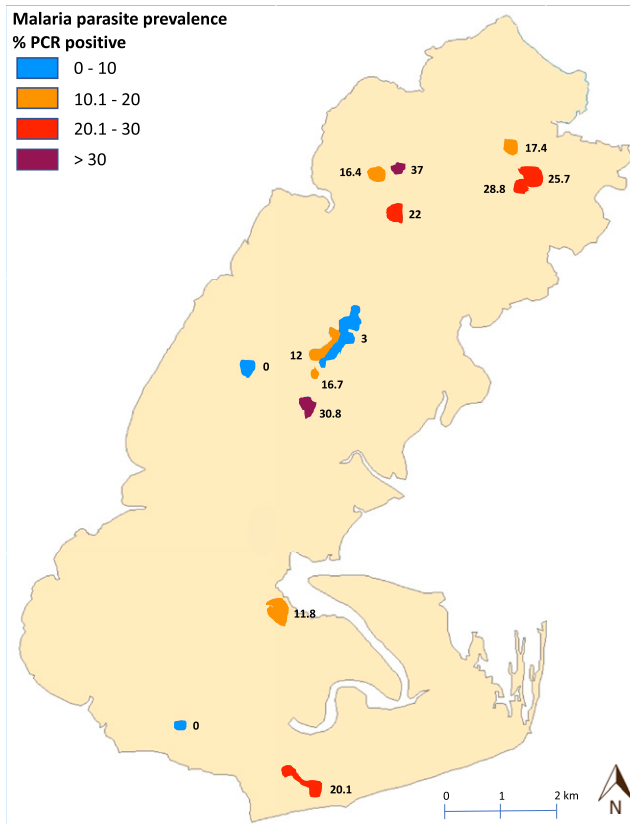 Malaria parasite prevalence
% PCR positive
0 - 10
10.1 - 20
20.1 - 30
> 30
17.4
16.4
37
25.7
28.8
22
3
12
0
16.7
30.8
11.8
0
20.1
0 1 2 km
N